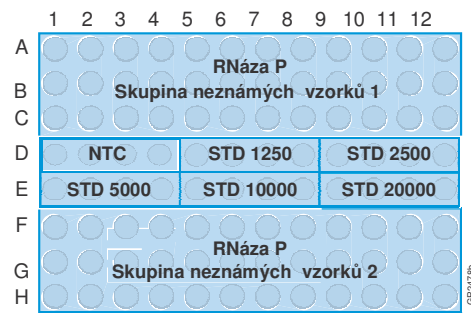 1 2 3 4 5 6 7 8 9 10 11 12
A
RNáza P
B
Skupina neznámých vzorků 1
C
D NTC STD 1250 STD 2500
E STD 5000 STD 10000 STD 20000
F
RNáza P
G
Skupina neznámých vzorků 2
H